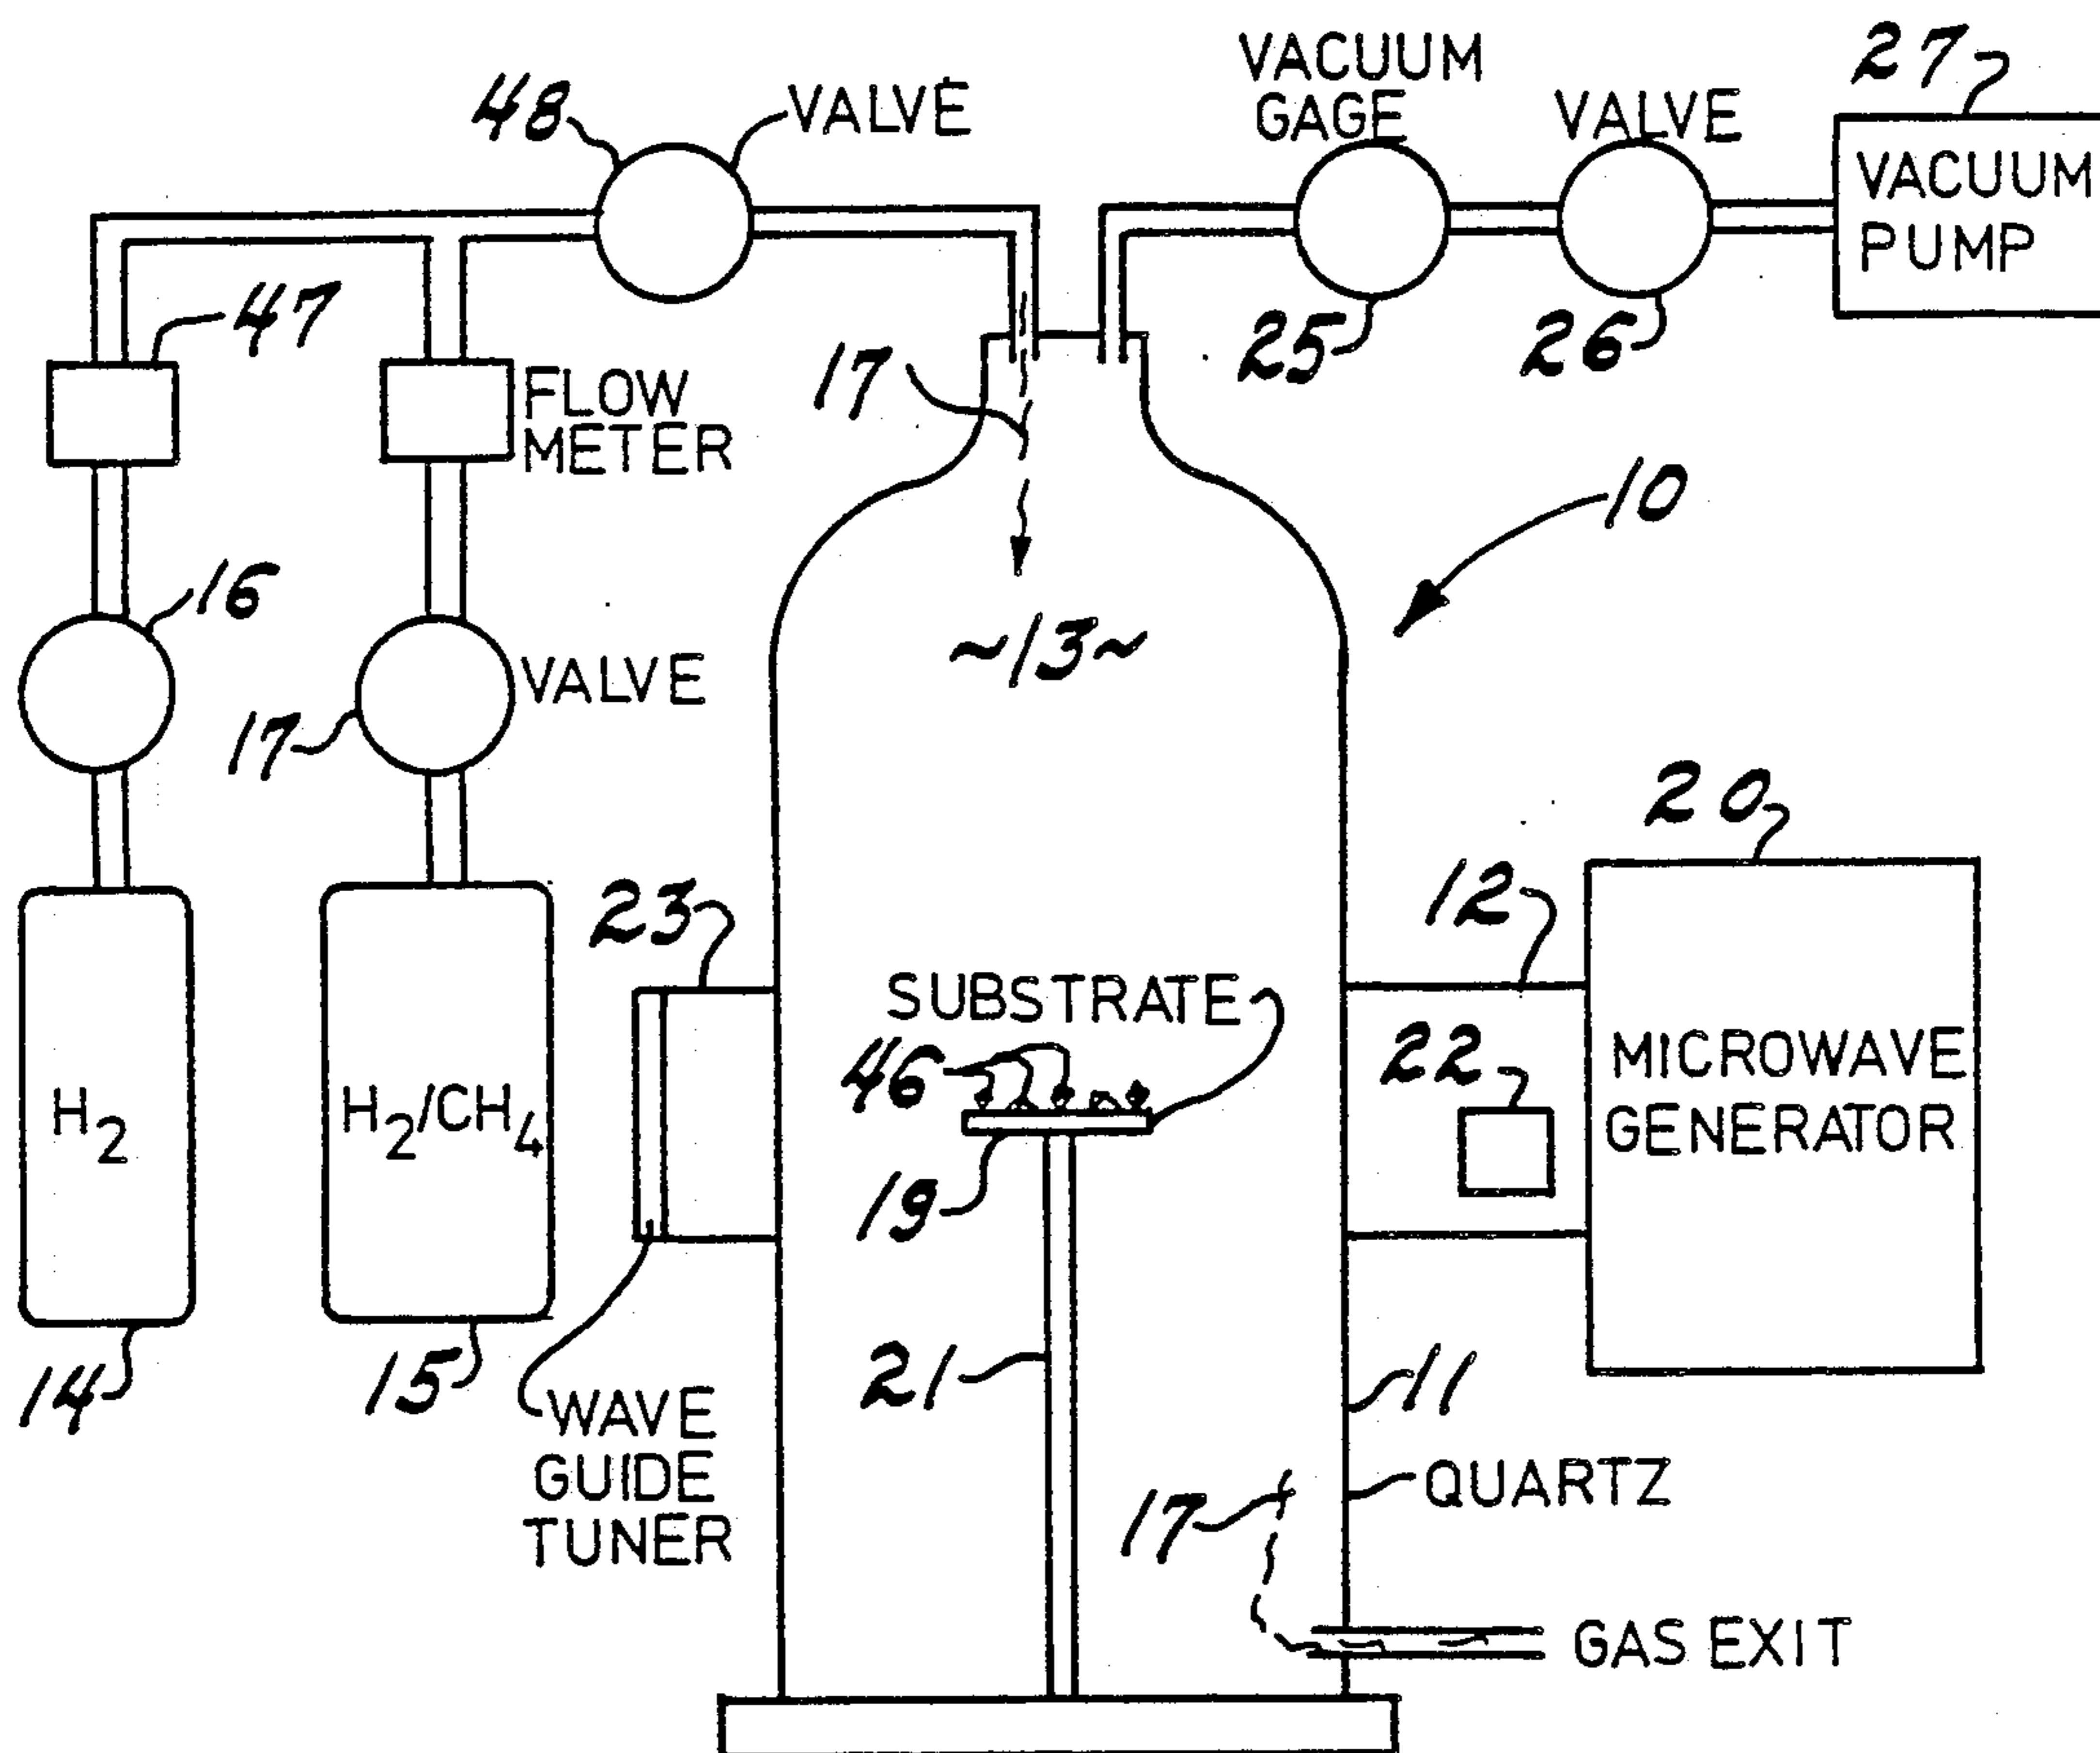 27
VACUUM
GAGE
48
VALVE
VALVE
VACUUM
PUMP
47
17
25
26
FLOW
METER
10
16
~13~
VALVE
17
20
23
12
SUBSTRATE
46
22
MICROWAVE
GENERATOR
H2
H2/CH4
19
14
15
21
11
WAVE
GUIDE
TUNER
QUARTZ
17
GAS EXIT